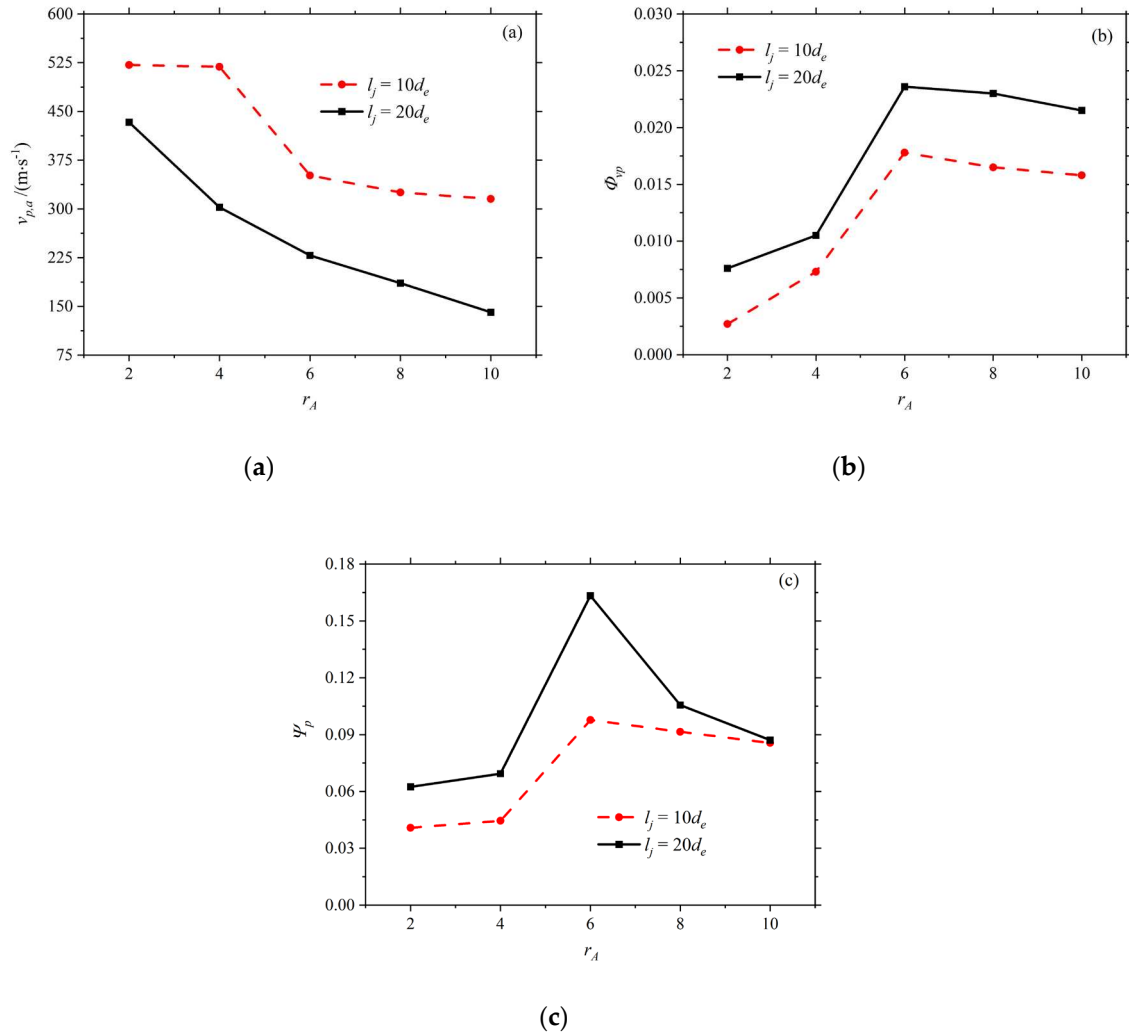 600
525
450
375
300
225
150
75
v_{p,a} /(m·s^{-1})
(a)
l_j = 10d_e
l_j = 20d_e
2 4 6 8 10
r_A
0.030
0.025
0.020
0.015
0.010
0.005
0.000
Φ_{vp}
(b)
l_j = 10d_e
l_j = 20d_e
2 4 6 8 10
r_A
(a)
(b)
0.18
0.15
0.12
0.09
0.06
0.03
0.00
Ψ_p
(c)
l_j = 10d_e
l_j = 20d_e
2 4 6 8 10
r_A
(c)